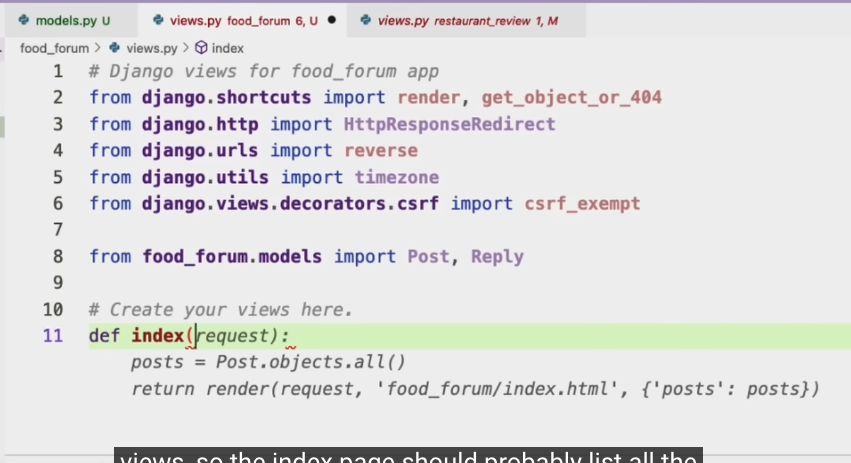 models.py U views.py food_forum 6, U views.py restaurant_review 1, M
food_forum > views.py > index
1 # Django views for food_forum app
2 from django.shortcuts import render, get_object_or_404
3 from django.http import HttpResponseRedirect
4 from django.urls import reverse
5 from django.utils import timezone
6 from django.views.decorators.csrf import csrf_exempt
7
8 from food_forum.models import Post, Reply
9
10 # Create your views here.
11 def index(request):
posts = Post.objects.all()
return render(request, 'food_forum/index.html', {'posts': posts})
views, so the index page should probably list all the